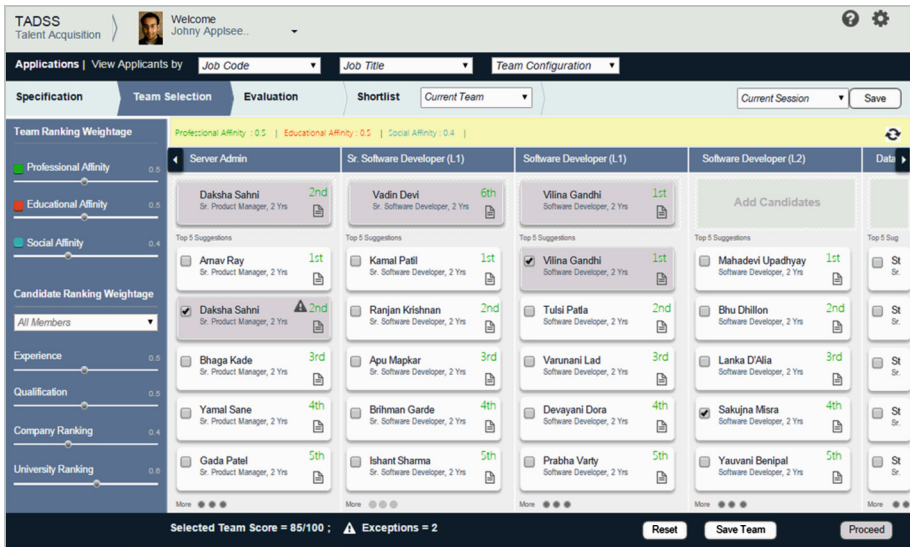 TADSS
Talent Acquisition
Welcome
Johny Applsee..
Applications | View Applicants by
Job Code
Job Title
Team Configuration
Specification
Team Selection
Evaluation
Shortlist
Current Team
Current Session
Save
Team Ranking Weightage
Professional Affinity 0.5
Educational Affinity 0.5
Social Affinity 0.4
Candidate Ranking Weightage
All Members
Experience 0.5
Qualification 0.5
Company Ranking 0.4
University Ranking 0.6
Professional Affinity : 0.5 | Educational Affinity : 0.5 | Social Affinity : 0.4 |
Server Admin
Daksha Sahni 2nd
Sr. Product Manager, 2 Yrs
Top 5 Suggestions
Arnav Ray 1st
Sr. Product Manager, 2 Yrs
Daksha Sahni 2nd
Sr. Product Manager, 2 Yrs
Bhaga Kade 3rd
Sr. Product Manager, 2 Yrs
Yamal Sane 4th
Sr. Product Manager, 2 Yrs
Gada Patel 5th
Sr. Product Manager, 2 Yrs
More
Sr. Software Developer (L1)
Vadin Devi 6th
Sr. Software Developer, 2 Yrs
Top 5 Suggestions
Kamal Patil 1st
Sr. Software Developer, 2 Yrs
Ranjan Krishnan 2nd
Sr. Software Developer, 2 Yrs
Apu Mapkar 3rd
Sr. Software Developer, 2 Yrs
Brihman Garde 4th
Sr. Software Developer, 2 Yrs
Ishant Sharma 5th
Sr. Software Developer, 2 Yrs
More
Software Developer (L1)
Vilina Gandhi 1st
Software Developer, 2 Yrs
Top 5 Suggestions
Vilina Gandhi 1st
Software Developer, 2 Yrs
Tulsi Patla 2nd
Software Developer, 2 Yrs
Varunani Lad 3rd
Software Developer, 2 Yrs
Devayani Dora 4th
Software Developer, 2 Yrs
Prabha Varty 5th
Software Developer, 2 Yrs
More
Software Developer (L2)
Add Candidates
Top 5 Suggestions
Mahadevi Upadhyay 1st
Software Developer, 2 Yrs
Bhu Dhillon 2nd
Software Developer, 2 Yrs
Lanka D'Alia 3rd
Software Developer, 2 Yrs
Sakujna Misra 4th
Software Developer, 2 Yrs
Yauvani Benipal 5th
Software Developer, 2 Yrs
More
Data
Top 5 Sug
St
Sr.
St
Sr.
St
Sr.
St
Sr.
St
Sr.
More
Selected Team Score = 85/100 ; Exceptions = 2
Reset
Save Team
Proceed